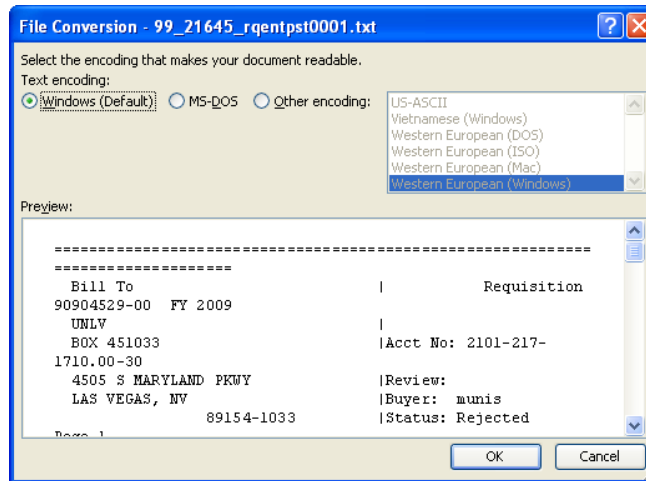 File Conversion - 99_21645_rqentpst0001.txt
Select the encoding that makes your document readable.
Text encoding:
Windows (Default) MS-DOS Other encoding:
US-ASCII
Vietnamese (Windows)
Western European (DOS)
Western European (ISO)
Western European (Mac)
Western European (Windows)
Preview:
=============================================================
====================
Bill To | Requisition
90904529-00 FY 2009
UNLV |
BOX 451033 |Acct No: 2101-217-
1710.00-30
4505 S MARYLAND PKWY |Review:
LAS VEGAS, NV |Buyer: munis
89154-1033 |Status: Rejected
Page 1
OK Cancel